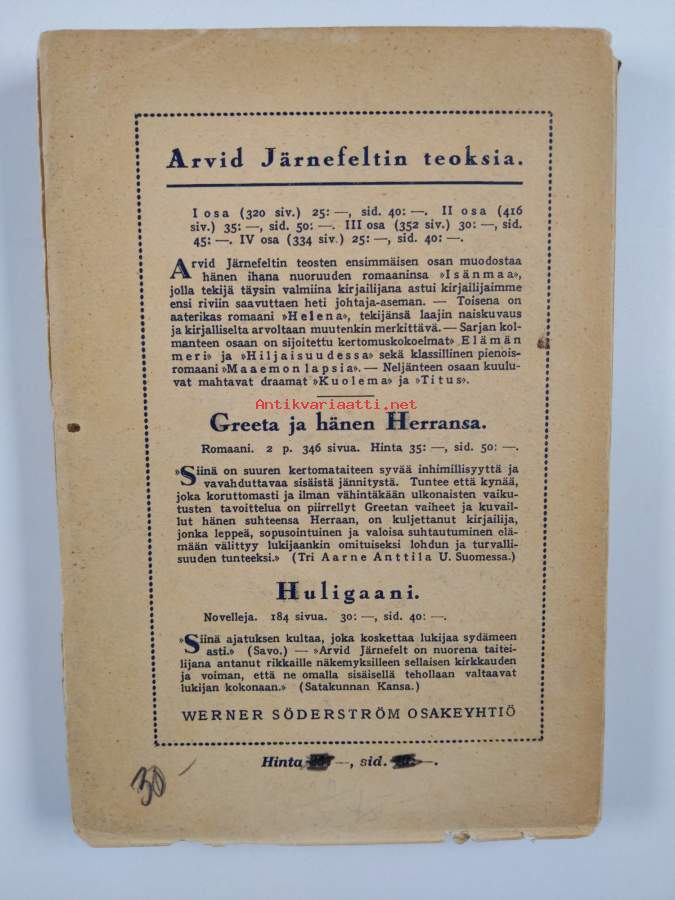 Arvid Järnefeltin teoksia.
I osa (320 siv.) 25: —, sid. 40: —. II osa (416
siv.) 35: —, sid. 50: —. III osa (352 siv.) 30: —, sid.
45: —. IV osa (334 siv.) 25: —, sid. 40: —.
Arvid Järnefeltin teosten ensimmäisen osan muodostaa
hänen ihana nuoruuden romaaninsa »Isänmaa»,
jolla tekijä täysin valmiina kirjailijana astui kirjailijaimme
ensi riviin saavuttaen heti johtaja-aseman. — Toisena on
aaterikas romaani »Helena», tekijänsä laajin naiskuvaus
ja kirjalliselta arvoltaan muutenkin merkittävä. — Sarjan kol-
manteen osaan on sijoitettu kertomuskokoelmat» Elämän
meri» ja »Hiljaisuudessa» sekä klassillinen pienois-
romaani »Maaemon lapsia». — Neljänteen osaan kuulu-
vat mahtavat draamat »Kuolema» ja »Titus».
Antikvariaatti.net
Greeta ja hänen Herransa.
Romaani. 2 p. 346 sivua. Hinta 35: —, sid. 50: —.
»Siinä on suuren kertomataiteen syvää inhimillisyyttä ja
vavahduttavaa sisäistä jännitystä. Tuntee että kynää,
joka koruttomasti ja ilman vähintäkään ulkonaisten vaiku-
tusten tavoittelua on piirrellyt Greetan vaiheet ja kuvail-
lut hänen suhteensa Herraan, on kuljettanut kirjailija,
jonka leppeä, sopusointuinen ja valoisa suhtautuminen elä-
mään välittyy lukijaankin omituiseksi lohdun ja turvalli-
suuden tunteeksi.» (Tri Aarne Anttila U. Suomessa.)
Huligaani.
Novelleja. 184 sivua. 30: —, sid. 40: —.
»Siinä ajatuksen kultaa, joka koskettaa lukijaa sydämeen
asti.» (Savo.) — »Arvid Järnefelt on nuorena taitei-
lijana antanut rikkaille näkemyksilleen sellaisen kirkkauden
ja voiman, että ne omalla sisäisellä tehollaan valtaavat
lukijan kokonaan.» (Satakunnan Kansa.)
WERNER SÖDERSTRÖM OSAKEYHTIÖ
Hinta —, sid. —.
30 -